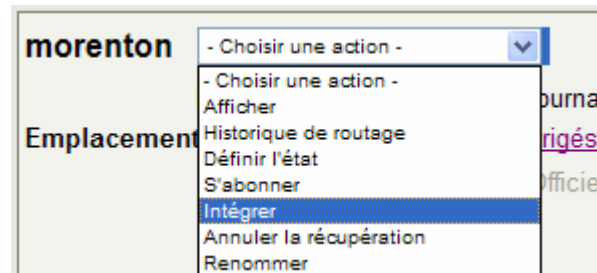 morenton - Choisir une action -
- Choisir une action -
Afficher
Emplacement Historique de routage
Définir l'état
S'abonner
Intégrer
Annuler la récupération
Renommer